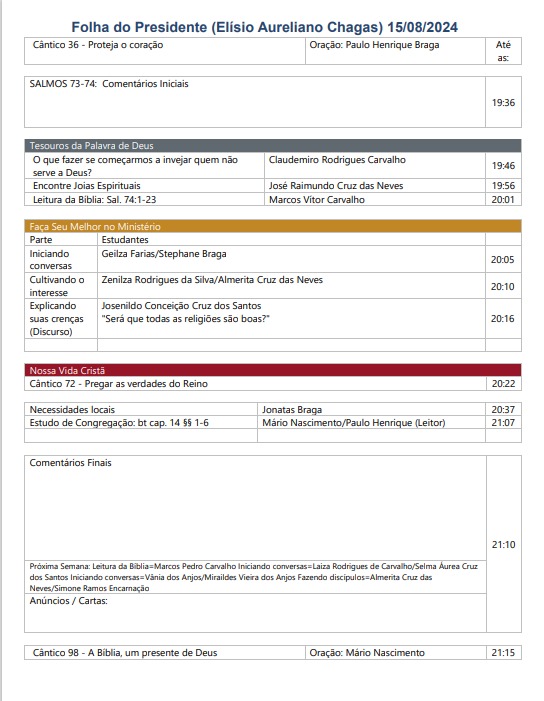 Folha do Presidente (Elísio Aureliano Chagas) 15/08/2024
Cântico 36 - Proteja o coração
Oração: Paulo Henrique Braga
Até
as:
SALMOS 73-74:  Comentários Iniciais
19:36
Tesouros da Palavra de Deus
O que fazer se começarmos a invejar quem não
serve a Deus?
Claudemiro Rodrigues Carvalho
19:46
Encontre Joias Espirituais
José Raimundo Cruz das Neves
19:56
Leitura da Bíblia: Sal. 74:1-23
Marcos Vítor Carvalho
20:01
Faça Seu Melhor no Ministério
Parte
Estudantes
Iniciando
conversas
Geilza Farias/Stephane Braga
20:05
Cultivando o
interesse
Zenilza Rodrigues da Silva/Almerita Cruz das Neves
20:10
Explicando
suas crenças
(Discurso)
Josenildo Conceição Cruz dos Santos
"Será que todas as religiões são boas?"
20:16
Nossa Vida Cristã
Cântico 72 - Pregar as verdades do Reino
20:22
Necessidades locais
Jonatas Braga
20:37
Estudo de Congregação: bt cap. 14 §§ 1-6
Mário Nascimento/Paulo Henrique (Leitor)
21:07
Comentários Finais
21:10
Próxima Semana: Leitura da Bíblia=Marcos Pedro Carvalho Iniciando conversas=Laiza Rodrigues de Carvalho/Selma Áurea Cruz
dos Santos Iniciando conversas=Vânia dos Anjos/Miraildes Vieira dos Anjos Fazendo discípulos=Almerita Cruz das
Neves/Simone Ramos Encarnação
Anúncios / Cartas:
Cântico 98 - A Bíblia, um presente de Deus
Oração: Mário Nascimento
21:15